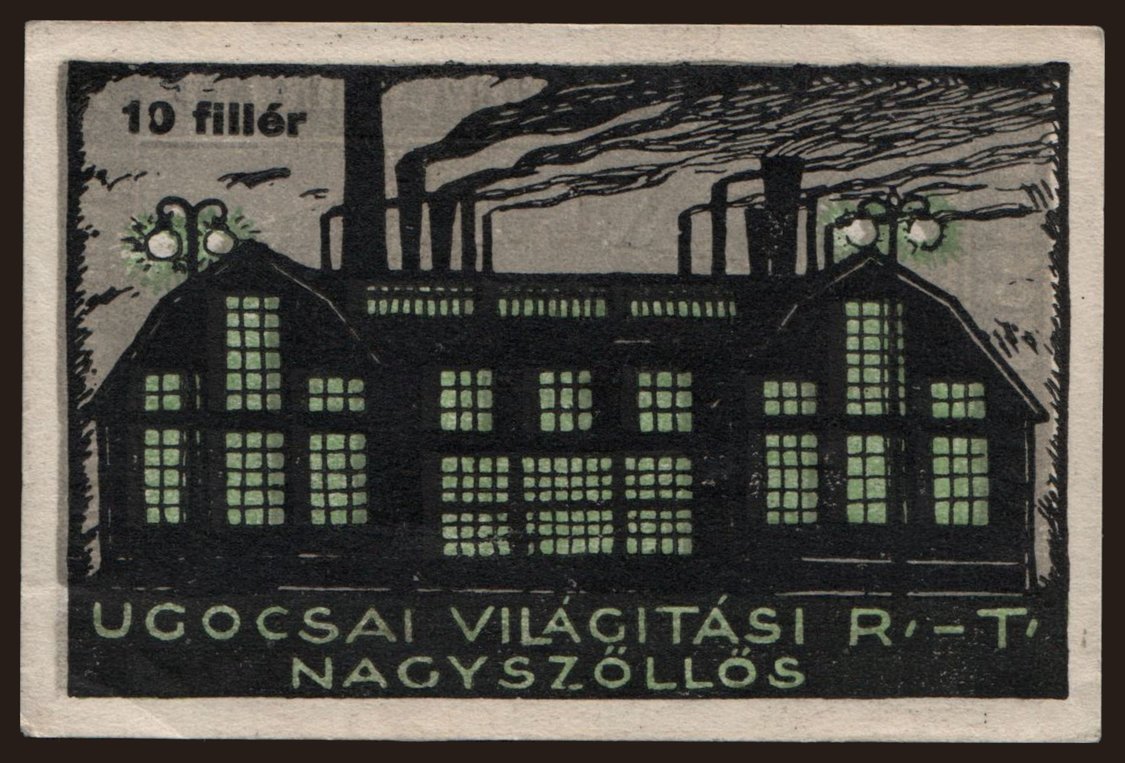 10 fillér
UGOCSAI VILÁGITÁSI R.-T.
NAGYSZŐLLŐS